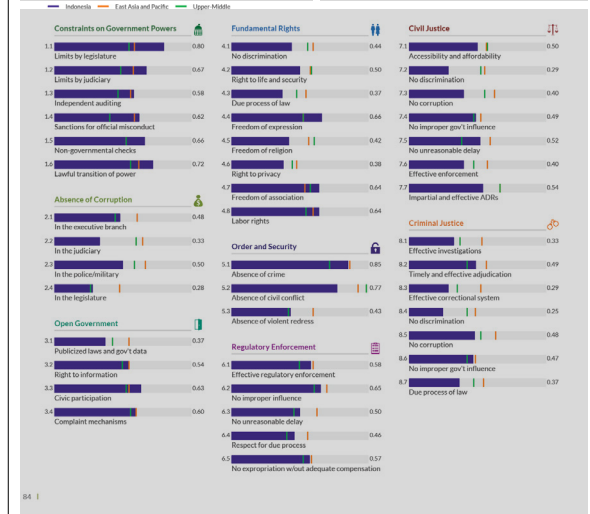 Indonesia East Asia and Pacific Upper-Middle
Constraints on Government Powers
1.1 0.80
Limits by legislature
1.2 0.67
Limits by judiciary
1.3 0.58
Independent auditing
1.4 0.62
Sanctions for official misconduct
1.5 0.66
Non-governmental checks
1.6 0.72
Lawful transition of power
Absence of Corruption
2.1 0.48
In the executive branch
2.2 0.33
In the judiciary
2.3 0.50
In the police/military
2.4 0.28
In the legislature
Open Government
3.1 0.37
Publicized laws and gov't data
3.2 0.54
Right to information
3.3 0.63
Civic participation
3.4 0.60
Complaint mechanisms
Fundamental Rights
4.1 0.44
No discrimination
4.2 0.50
Right to life and security
4.3 0.37
Due process of law
4.4 0.66
Freedom of expression
4.5 0.42
Freedom of religion
4.6 0.38
Right to privacy
4.7 0.64
Freedom of association
4.8 0.64
Labor rights
Order and Security
5.1 0.85
Absence of crime
5.2 0.77
Absence of civil conflict
5.3 0.43
Absence of violent redress
Regulatory Enforcement
6.1 0.58
Effective regulatory enforcement
6.2 0.65
No improper influence
6.3 0.50
No unreasonable delay
6.4 0.46
Respect for due process
6.5 0.57
No expropriation w/out adequate compensation
Civil Justice
7.1 0.50
Accessibility and affordability
7.2 0.29
No discrimination
7.3 0.40
No corruption
7.4 0.49
No improper gov't influence
7.5 0.52
No unreasonable delay
7.6 0.40
Effective enforcement
7.7 0.54
Impartial and effective ADRs
Criminal Justice
8.1 0.33
Effective investigations
8.2 0.49
Timely and effective adjudication
8.3 0.29
Effective correctional system
8.4 0.25
No discrimination
8.5 0.48
No corruption
8.6 0.47
No improper gov't influence
8.7 0.37
Due process of law
84 |